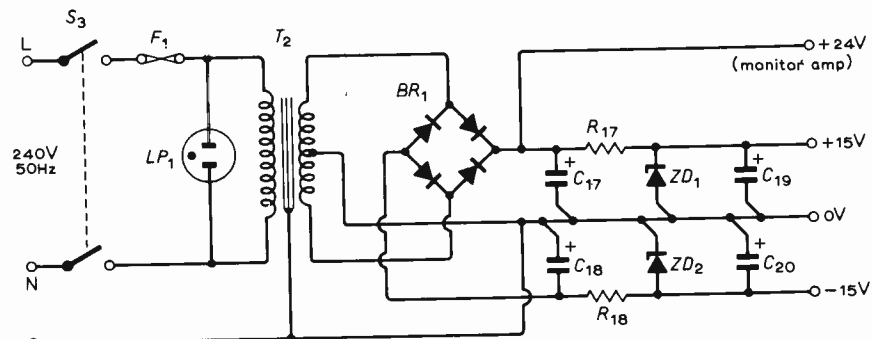 S3
F1
T2
L
+24V
(monitor amp)
BR1
R17
+15V
LP1
240V
50Hz
+
C17
ZD1
+
C19
0V
N
+
C18
ZD2
+
C20
-15V
R18